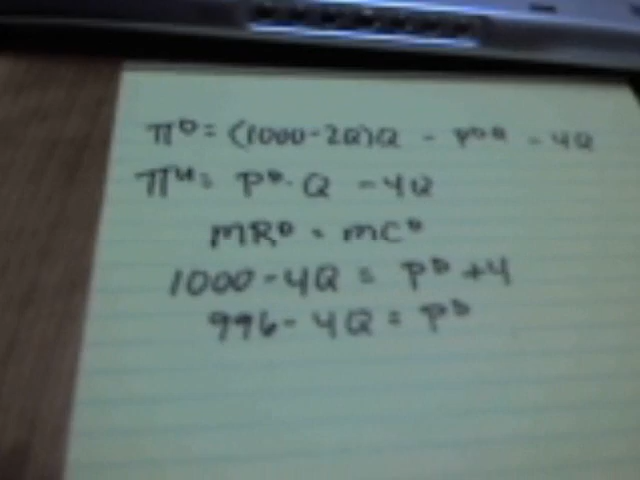 π^D = (1000 - 2Q)Q - P^D Q - 4Q
π^u = P^D · Q - 4Q
MR^D = MC^D
1000 - 4Q = P^D + 4
996 - 4Q = P^D